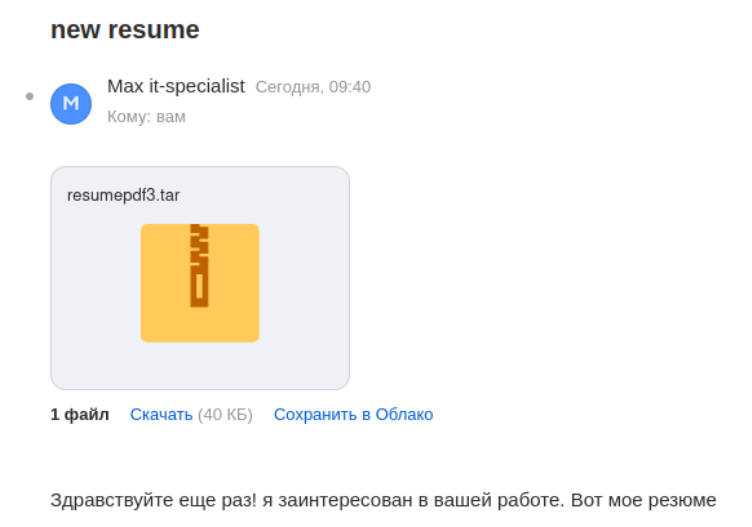 new resume
Max it-specialist Сегодня, 09:40
M
Кому: вам
resumepdf3.tar
1 файл Скачать (40 КБ) Сохранить в Облако
Здравствуйте еще раз! я заинтересован в вашей работе. Вот мое резюме